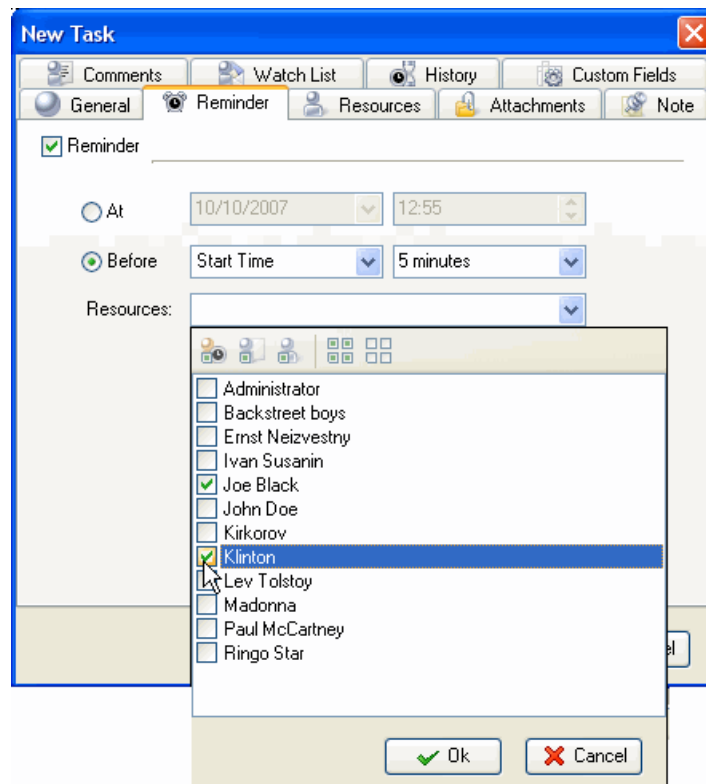 New Task
Comments Watch List History Custom Fields
General Reminder Resources Attachments Note
Reminder
At 10/10/2007 12:55
Before Start Time 5 minutes
Resources:
Administrator
Backstreet boys
Ernst Neizvestny
Ivan Susanin
Joe Black
John Doe
Kirkorov
Klinton
Lev Tolstoy
Madonna
Paul McCartney
Ringo Star
Ok Cancel